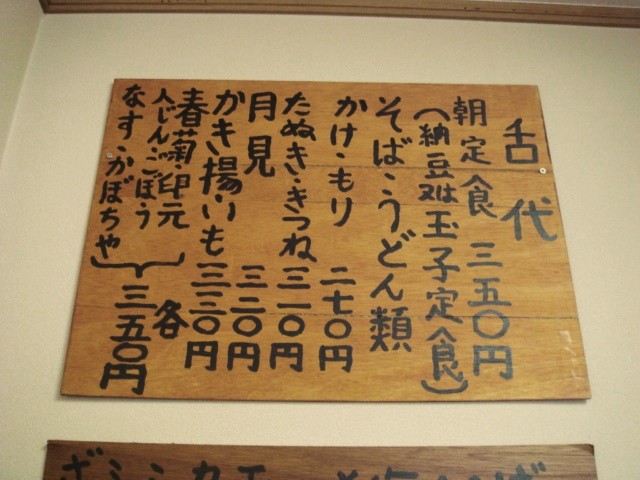 舌代
朝定食 三五〇円
(納豆又は玉子定食)
そば・うどん類
かけ・もり 二七〇円
たぬき・きつね 三一〇円
月見 三二〇円
かき揚・いも 三三〇円
春菊・印元
人じん・ごぼう
なす・かぼちゃ
各三五〇円